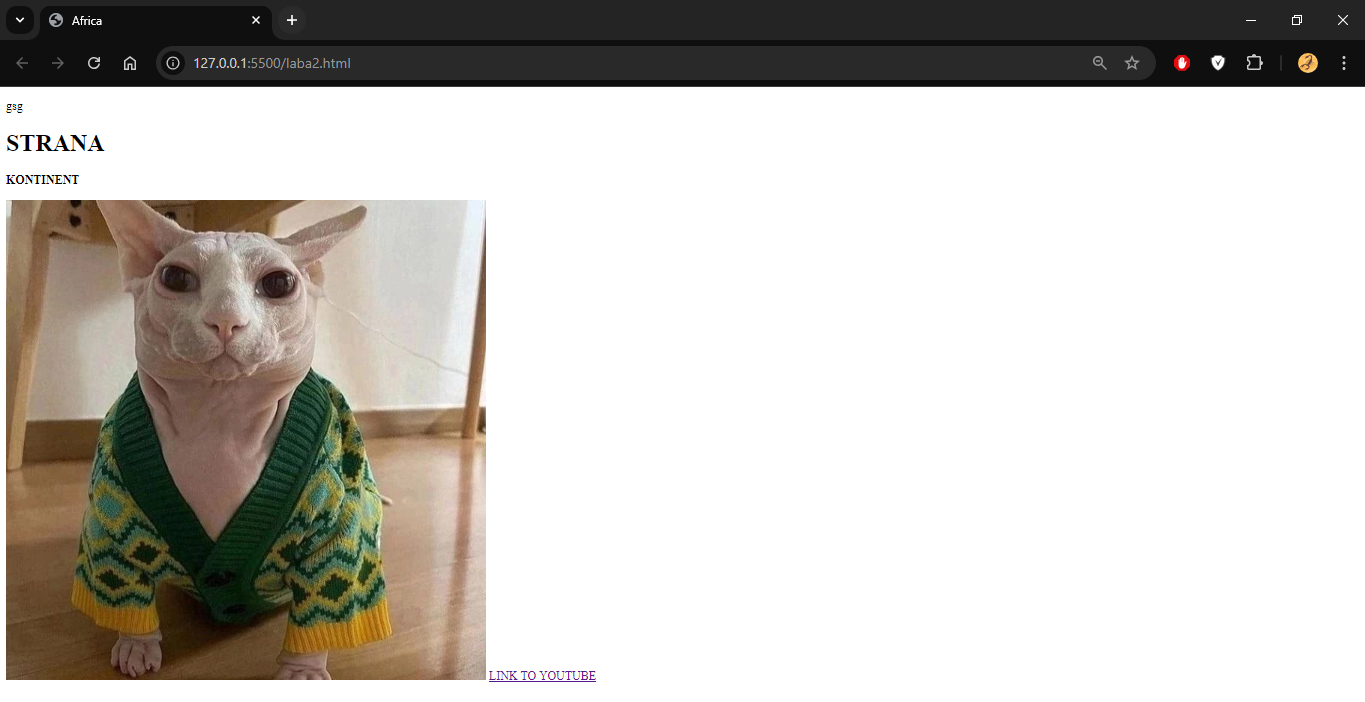 Africa
127.0.0.1:5500/laba2.html
gsg
STRANA
KONTINENT
LINK TO YOUTUBE